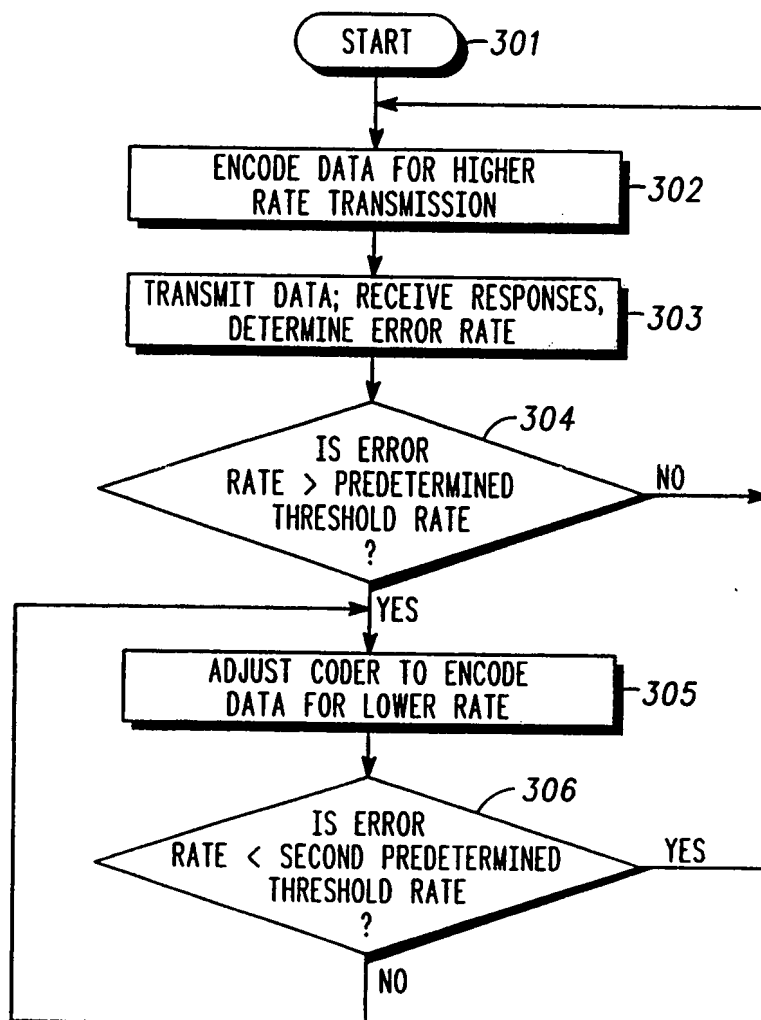 START
301
ENCODE DATA FOR HIGHER
RATE TRANSMISSION
302
TRANSMIT DATA; RECEIVE RESPONSES,
DETERMINE ERROR RATE
303
304
IS ERROR
RATE > PREDETERMINED
THRESHOLD RATE
?
NO
YES
ADJUST CODER TO ENCODE
DATA FOR LOWER RATE
305
306
IS ERROR
RATE < SECOND PREDETERMINED
THRESHOLD RATE
?
YES
NO